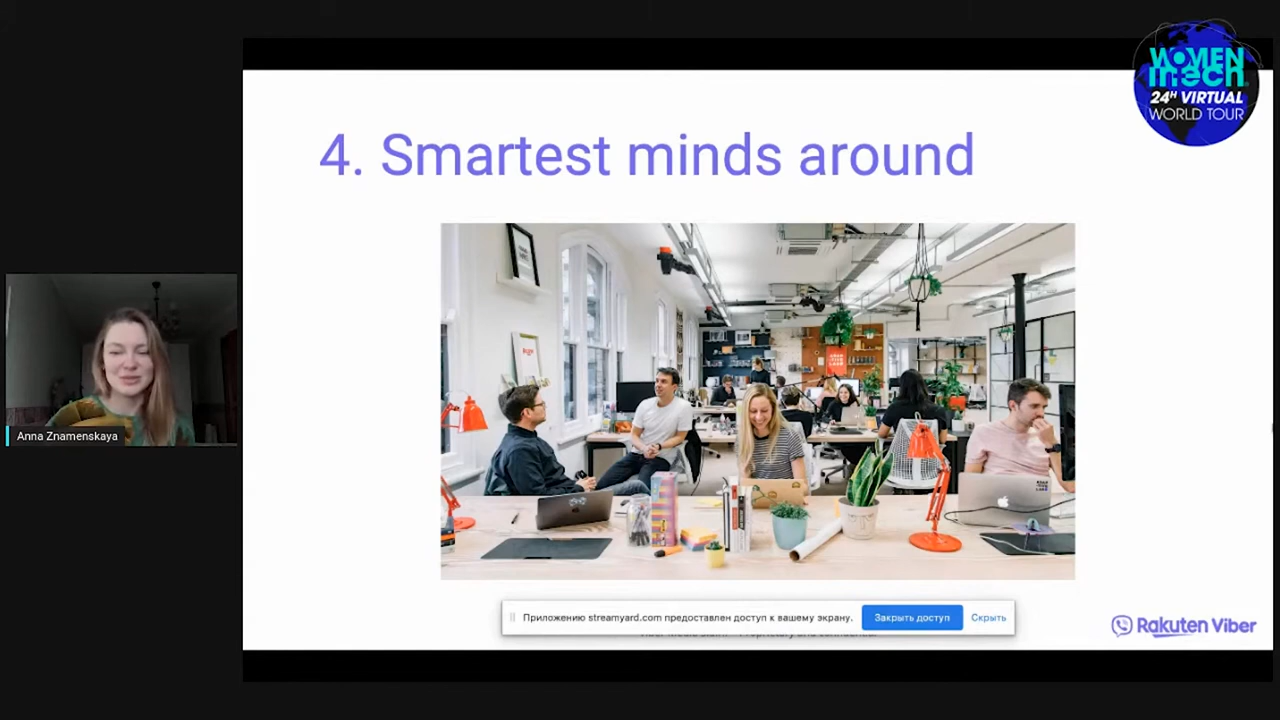 WOMEN
in tech
24H VIRTUAL
WORLD TOUR
4. Smartest minds around
Anna Znamenskaya
Приложению streamyard.com предоставлен доступ к вашему экрану.
Закрыть доступ
Скрыть
Rakuten Viber